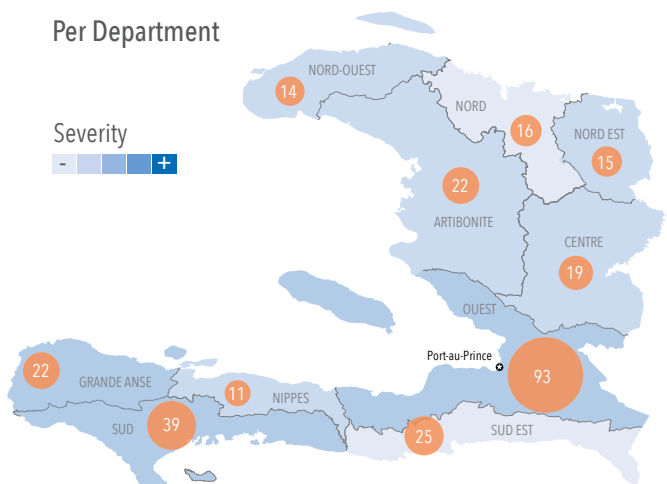 Per Department
NORD-OUEST
14
NORD
16
Severity
NORD EST
15
- +
22
ARTIBONITE
CENTRE
19
OUEST
Port-au-Prince
22
GRANDE ANSE
93
11
NIPPES
SUD
39
25
SUD EST